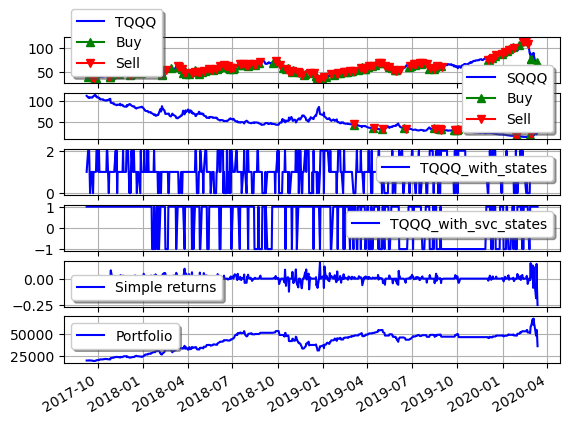 TQQQ
Buy
Sell
100
50
SQQQ
Buy
Sell
100
50
2
0
TQQQ_with_states
1
0
−1
TQQQ_with_svc_states
0.00
−0.25
Simple returns
50000
25000
Portfolio
2017-10 2018-01 2018-04 2018-07 2018-10 2019-01 2019-04 2019-07 2019-10 2020-01 2020-04